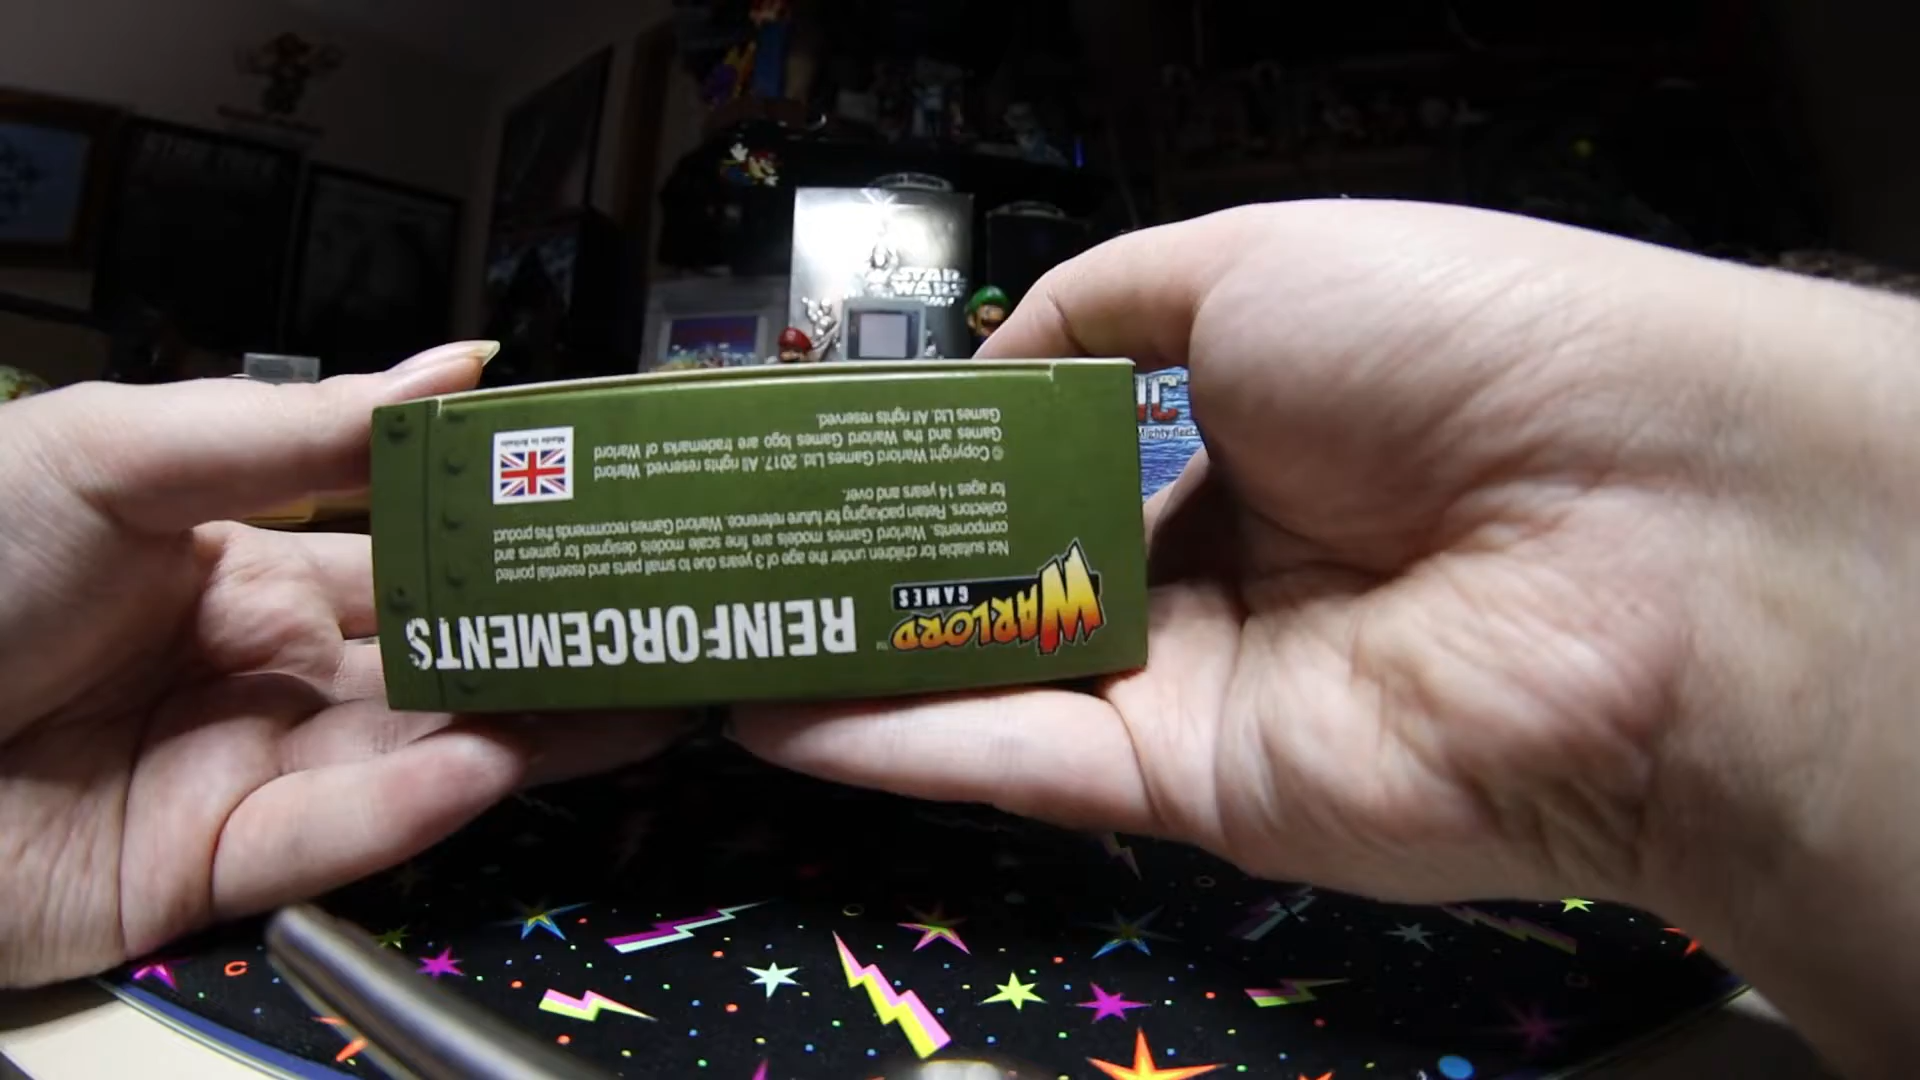 WARLORD
GAMES
™
REINFORCEMENTS
Not suitable for children under the age of 3 years due to small parts and essential pointed
components. Warlord Games models are fine scale models designed for gamers and
collectors. Retain packaging for future reference. Warlord Games recommends this product
for ages 14 years and over.
© Copyright Warlord Games Ltd. 2017. All rights reserved. Warlord
Games and the Warlord Games logo are trademarks of Warlord
Games Ltd. All rights reserved.
Made in Britain
STAR
WARS
STAR TREK